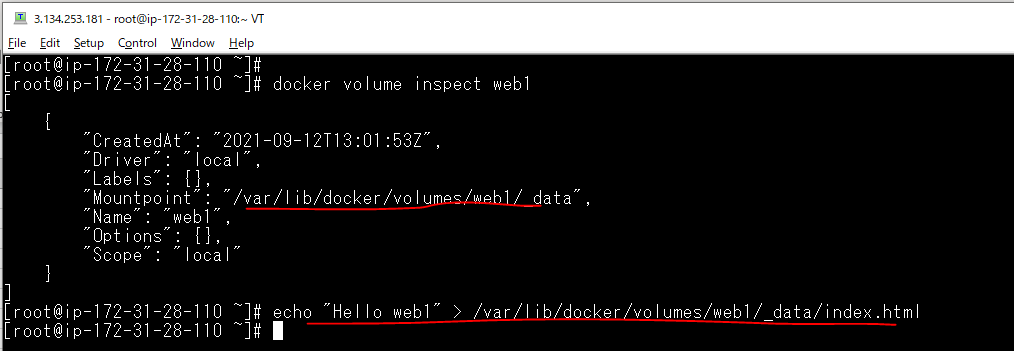 3.134.253.181 - root@ip-172-31-28-110:~ VT
File Edit Setup Control Window Help
[root@ip-172-31-28-110 ~]#
[root@ip-172-31-28-110 ~]# docker volume inspect web1
[
    {
        "CreatedAt": "2021-09-12T13:01:53Z",
        "Driver": "local",
        "Labels": {},
        "Mountpoint": "/var/lib/docker/volumes/web1/_data",
        "Name": "web1",
        "Options": {},
        "Scope": "local"
    }
]
[root@ip-172-31-28-110 ~]# echo "Hello web1" > /var/lib/docker/volumes/web1/_data/index.html
[root@ip-172-31-28-110 ~]#